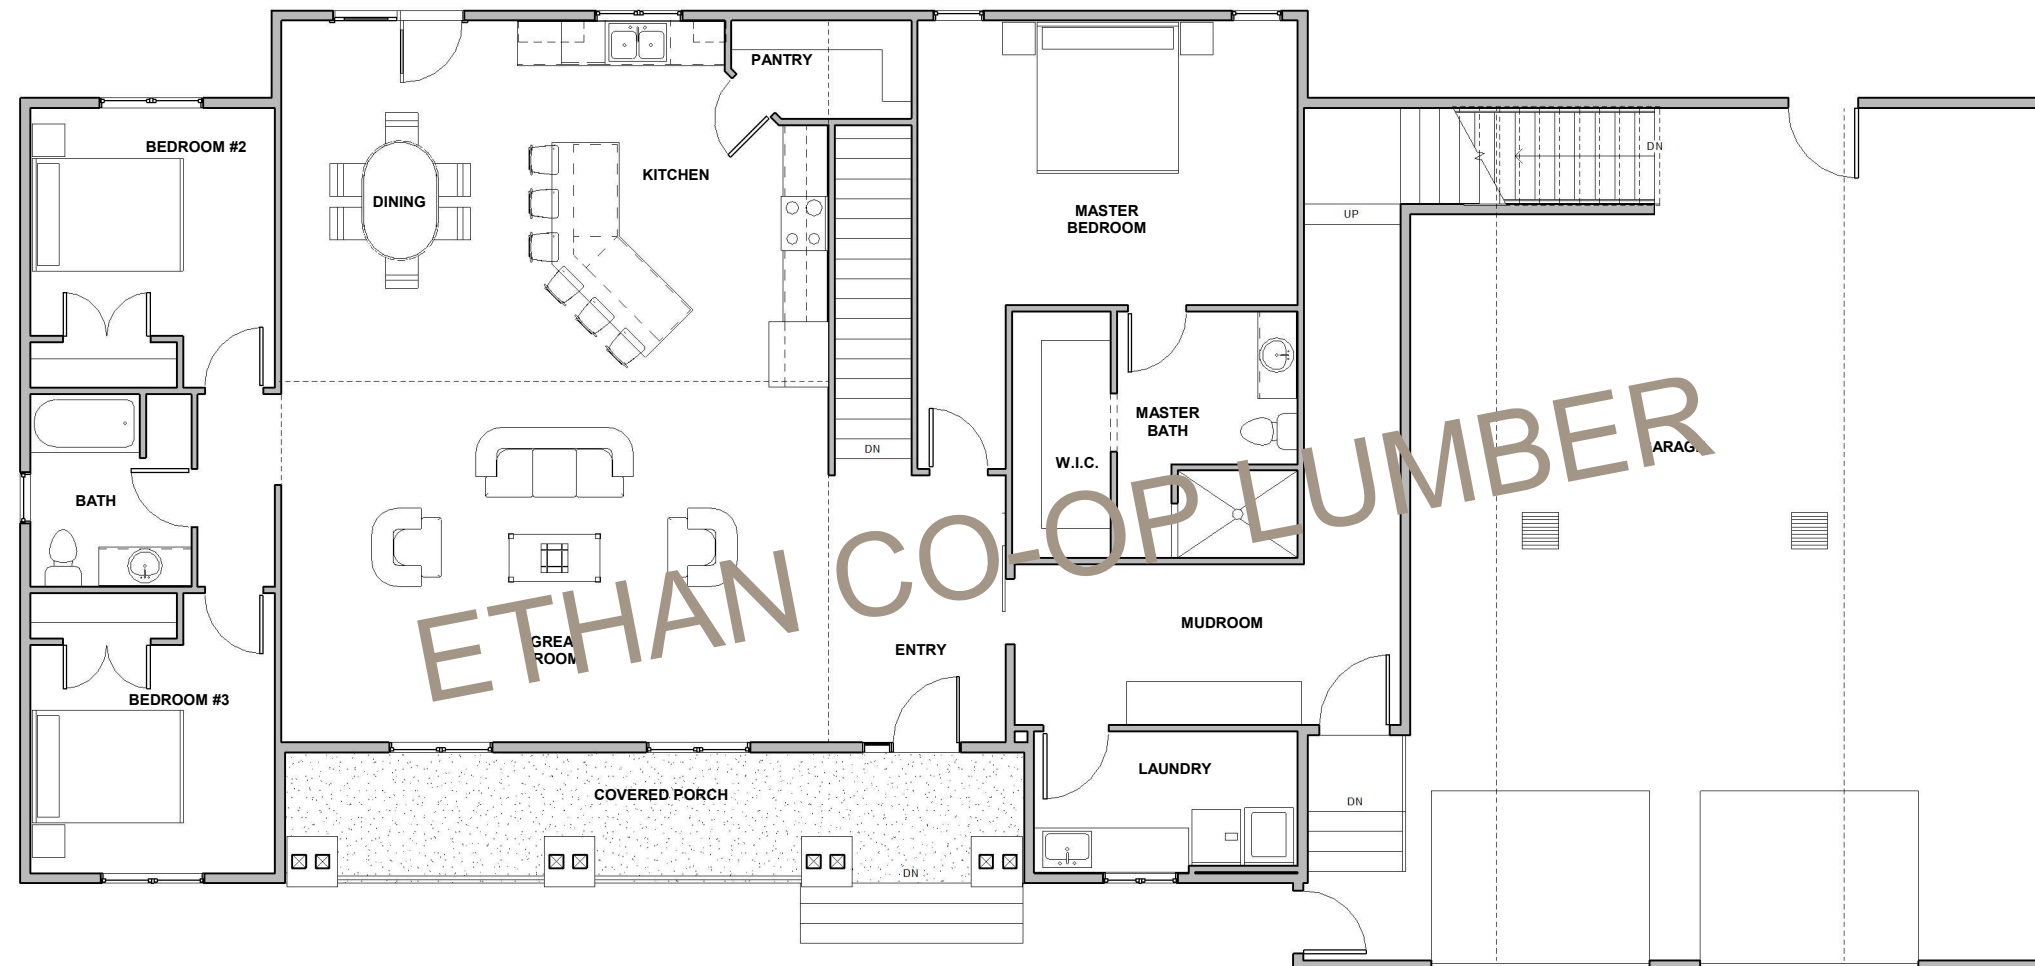 PANTRY
BEDROOM #2
DN
KITCHEN
DINING
MASTER
BEDROOM
UP
MASTER
BATH
DN
W.I.C.
BATH
ETHAN CO-OP LUMBER
MUDROOM
ROOM
ENTRY
BEDROOM #3
LAUNDRY
COVERED PORCH
DN
DN